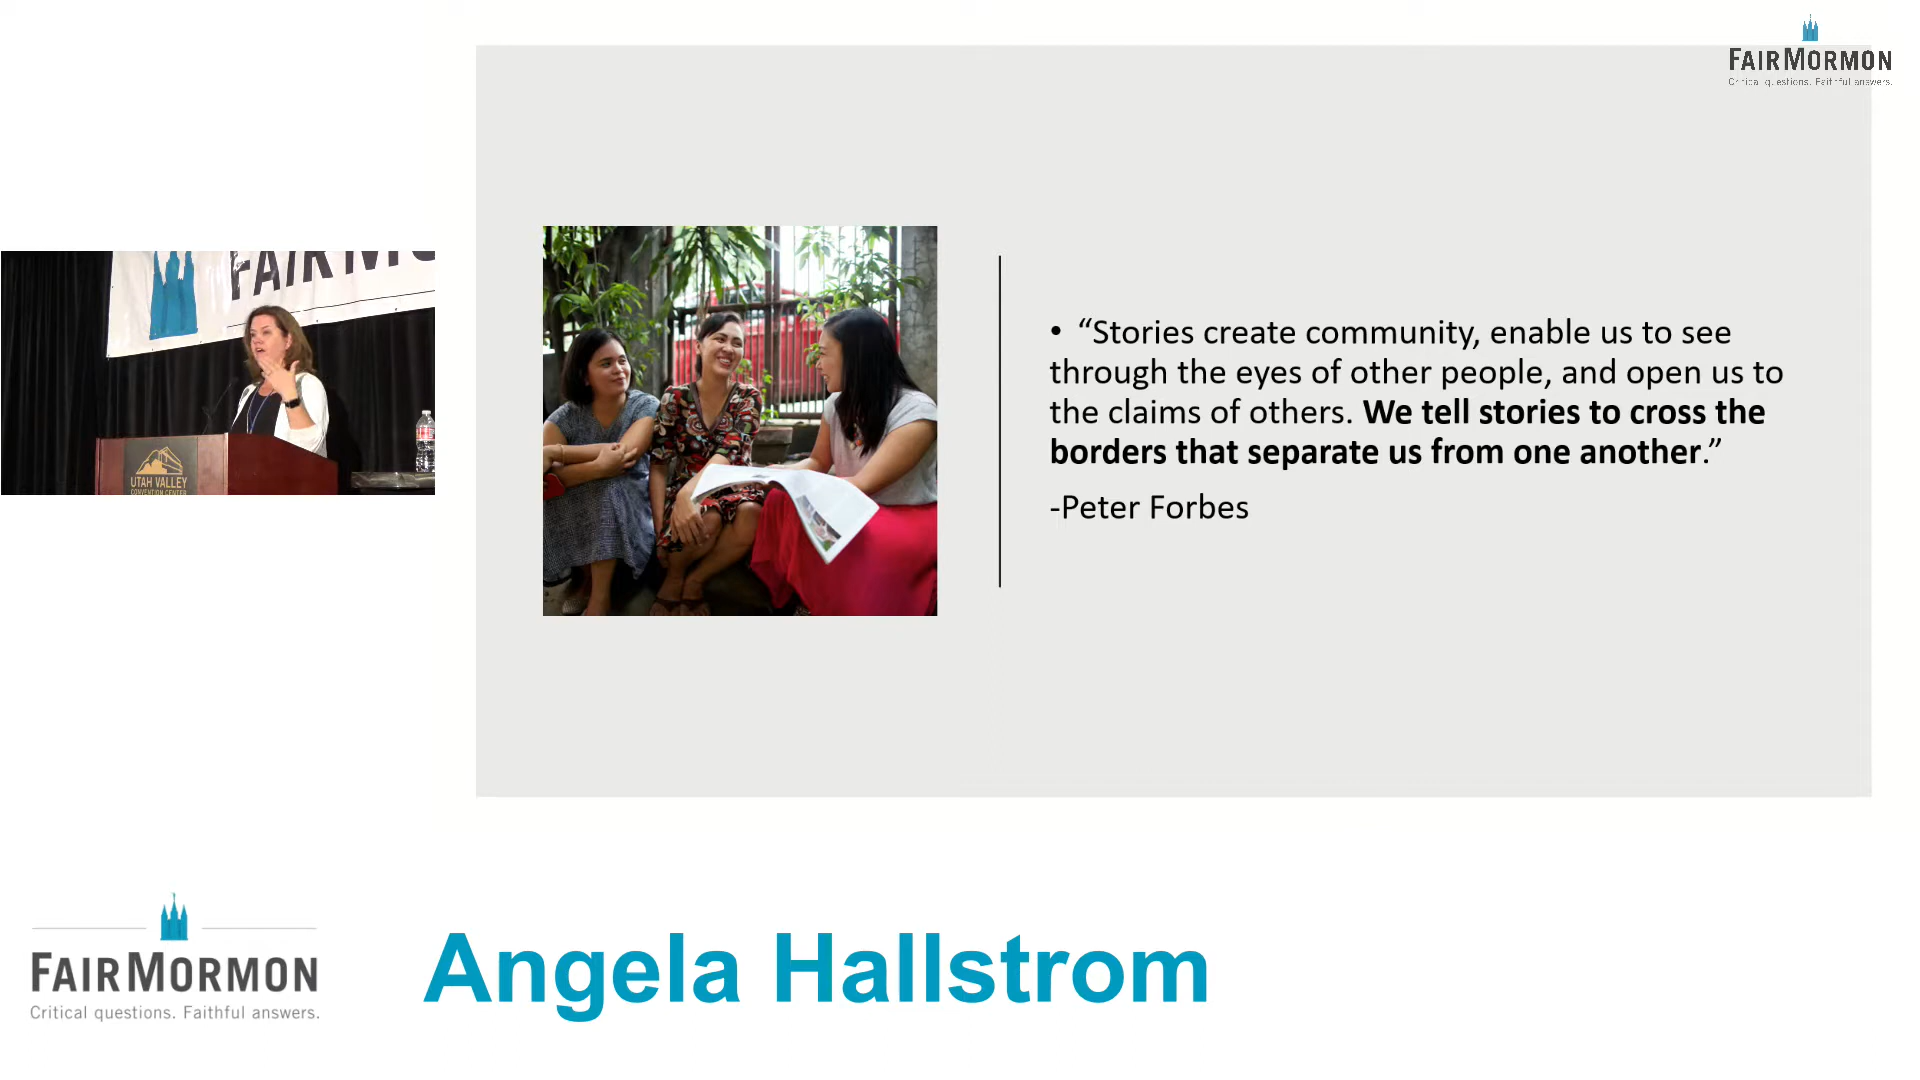 FAIRMORMON
Critical questions. Faithful answers.
FAIRMO
UTAH VALLEY
CONVENTION CENTER
• “Stories create community, enable us to see
through the eyes of other people, and open us to
the claims of others. We tell stories to cross the
borders that separate us from one another.”
-Peter Forbes
FAIRMORMON
Critical questions. Faithful answers.
Angela Hallstrom